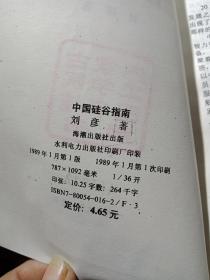 中国硅谷指南
刘彦 著
海潮出版社出版
水利电力出版社印刷厂印装
1989年1月第1版 1989年1月第1次印刷
787×1092毫米 1/36开
印张：10.25 字数：264千字
ISBN7-80054-016-2/F·3
定价：4.65元